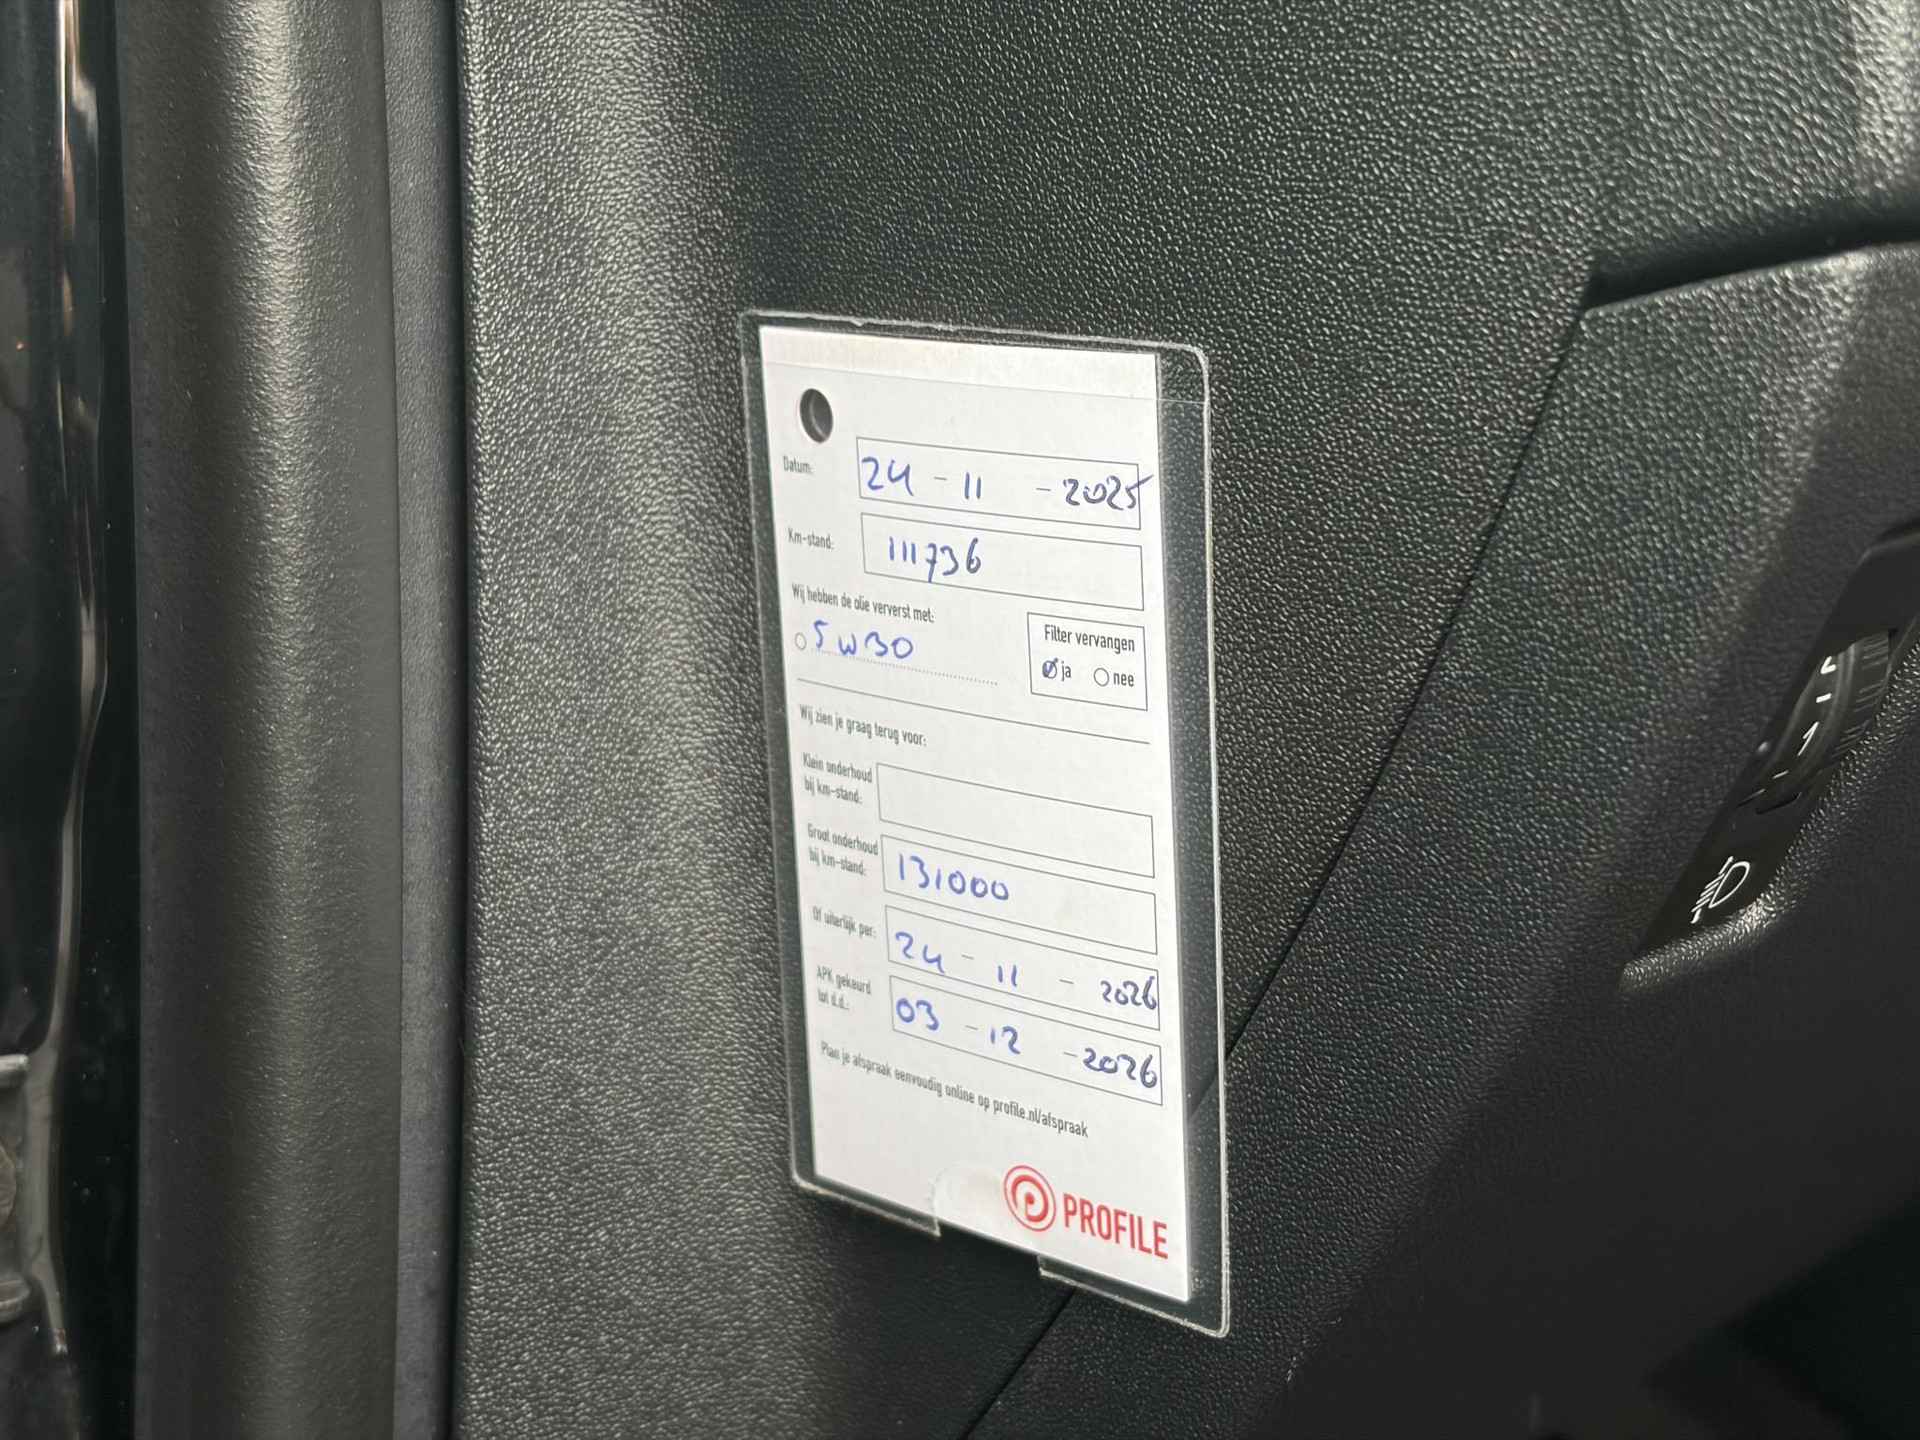 Datum: 24 - 11 - 2025
Km-stand: 111736
Wij hebben de olie ververst met:
5W30
Filter vervangen
ja nee
Wij zien je graag terug voor:
Klein onderhoud
bij km-stand:
Groot onderhoud
bij km-stand: 131000
Of uiterlijk per: 24 - 11 - 2026
APK gekeurd
tot d.d.: 03 - 12 - 2026
Plan je afspraak eenvoudig online op profile.nl/afspraak
PROFILE
1